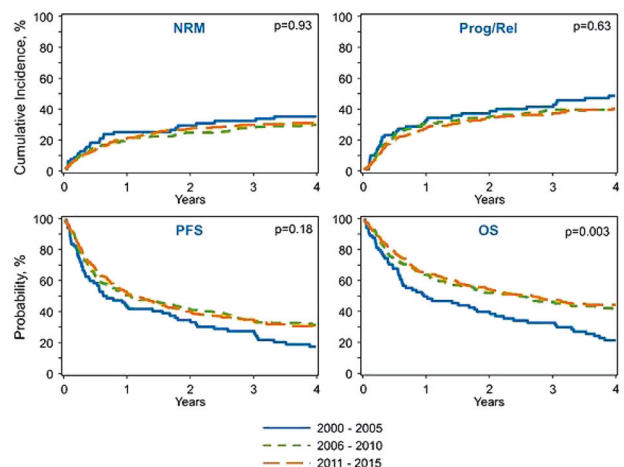 NRM
p=0.93
Cumulative Incidence, %
100
80
60
40
20
0
0 1 2 3 4
Years
Prog/Rel
p=0.63
100
80
60
40
20
0
0 1 2 3 4
Years
PFS
p=0.18
Probability, %
100
80
60
40
20
0
0 1 2 3 4
Years
OS
p=0.003
100
80
60
40
20
0
0 1 2 3 4
Years
2000 - 2005
2006 - 2010
2011 - 2015